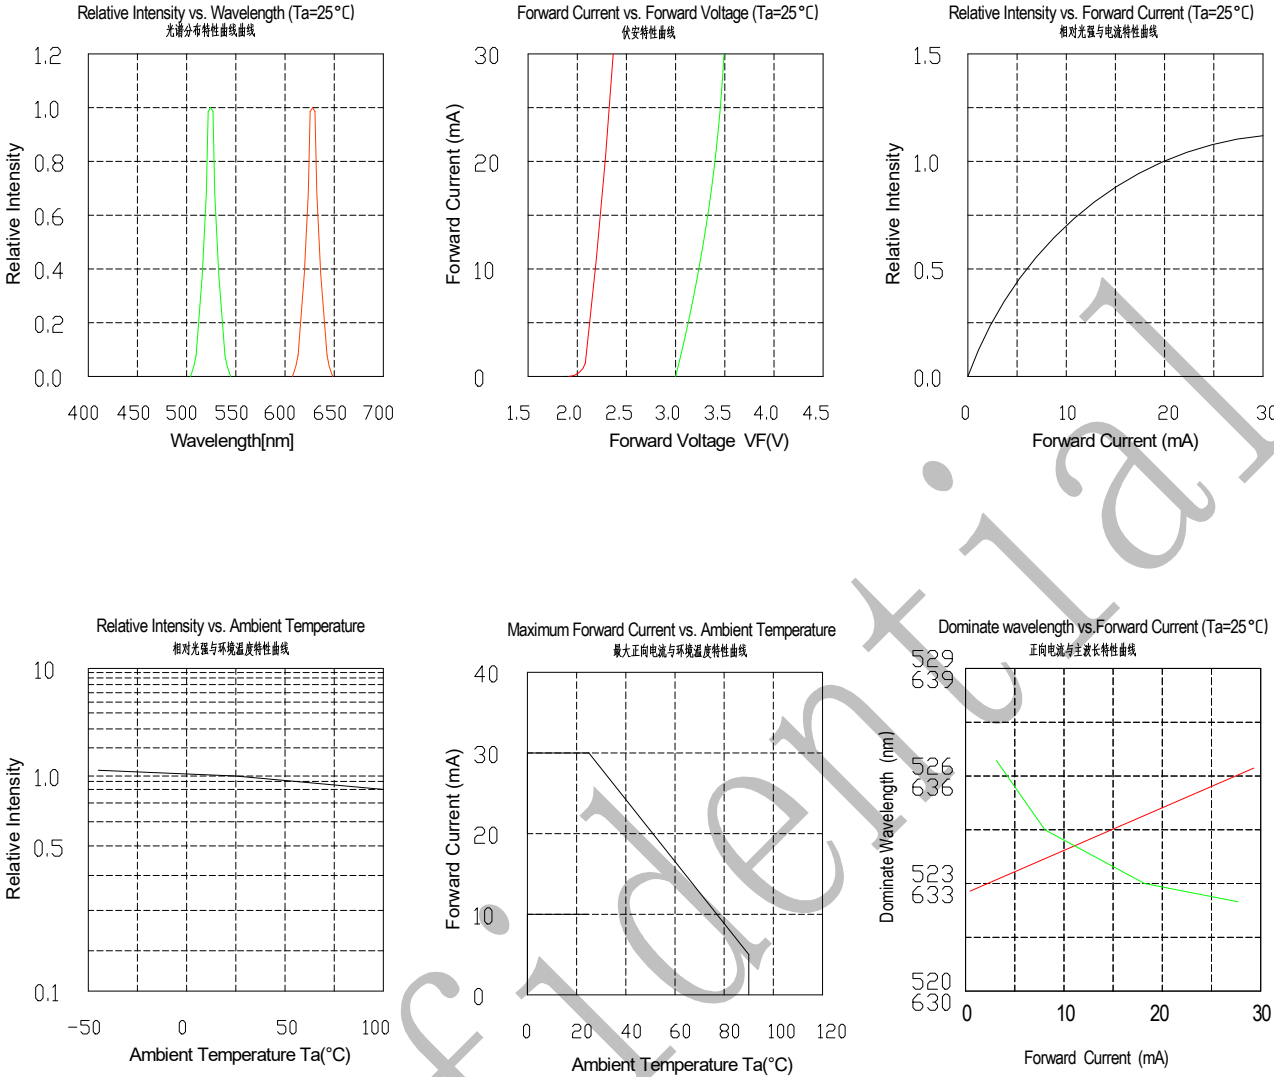 Relative Intensity vs. Wavelength (Ta=25°C)
光谱分布特性曲线曲线
1.2
1.0
0.8
0.6
0.4
0.2
0.0
Relative Intensity
400 450 500 550 600 650 700
Wavelength[nm]
Forward Current vs. Forward Voltage (Ta=25°C)
伏安特性曲线
30
20
10
0
Forward Current (mA)
1.5 2.0 2.5 3.0 3.5 4.0 4.5
Forward Voltage VF(V)
Relative Intensity vs. Forward Current (Ta=25°C)
相对光强与电流特性曲线
1.5
1.0
0.5
0.0
Relative Intensity
0 10 20 30
Forward Current (mA)
Relative Intensity vs. Ambient Temperature
相对光强与环境温度特性曲线
10
1.0
0.5
0.1
Relative Intensity
-50 0 50 100
Ambient Temperature Ta(°C)
Maximum Forward Current vs. Ambient Temperature
最大正向电流与环境温度特性曲线
40
30
20
10
0
Forward Current (mA)
0 20 40 60 80 100 120
Ambient Temperature Ta(°C)
Dominate wavelength vs.Forward Current (Ta=25°C)
正向电流与主波长特性曲线
529
639
526
636
523
633
520
630
Dominate Wavelength (nm)
0 10 20 30
Forward Current (mA)
fidential